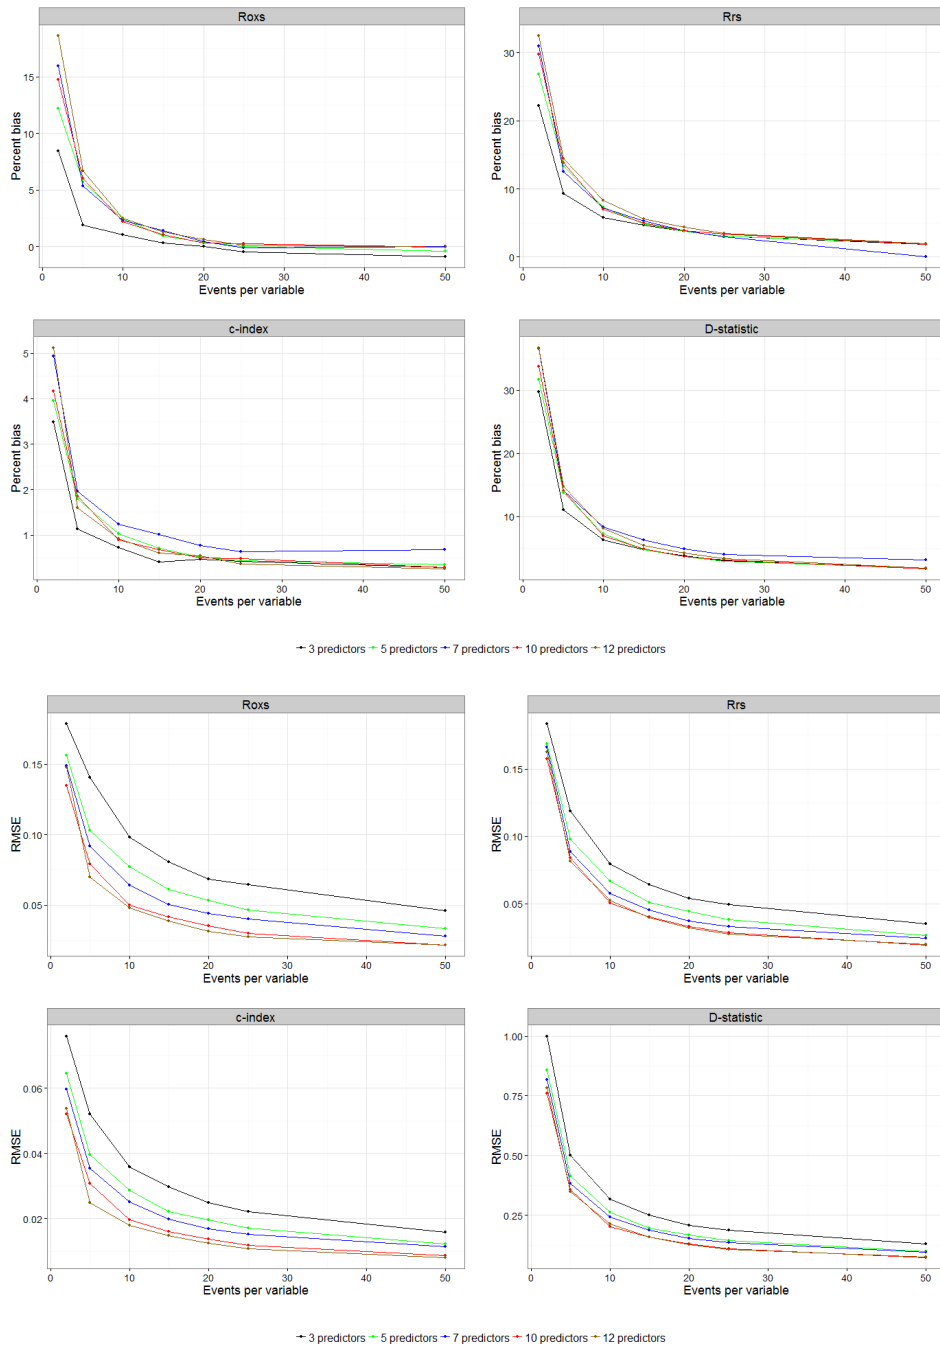 Roxs
Percent bias
15
10
5
0
0 10 20 30 40 50
Events per variable
Rrs
Percent bias
30
20
10
0
0 10 20 30 40 50
Events per variable
c-index
Percent bias
5
4
3
2
1
0 10 20 30 40 50
Events per variable
D-statistic
Percent bias
30
20
10
0 10 20 30 40 50
Events per variable
3 predictors 5 predictors 7 predictors 10 predictors 12 predictors
Roxs
RMSE
0.15
0.10
0.05
0 10 20 30 40 50
Events per variable
Rrs
RMSE
0.15
0.10
0.05
0 10 20 30 40 50
Events per variable
c-index
RMSE
0.06
0.04
0.02
0 10 20 30 40 50
Events per variable
D-statistic
RMSE
1.00
0.75
0.50
0.25
0 10 20 30 40 50
Events per variable
3 predictors 5 predictors 7 predictors 10 predictors 12 predictors